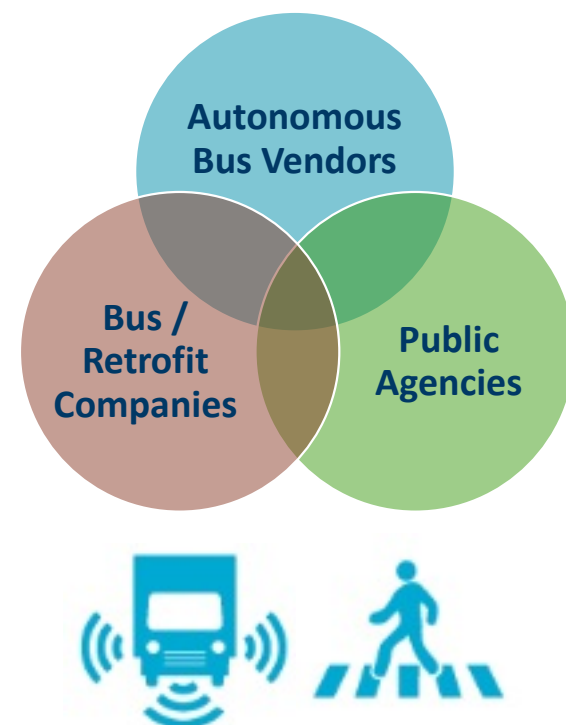 Autonomous
Bus Vendors
Bus /
Retrofit
Companies
Public
Agencies